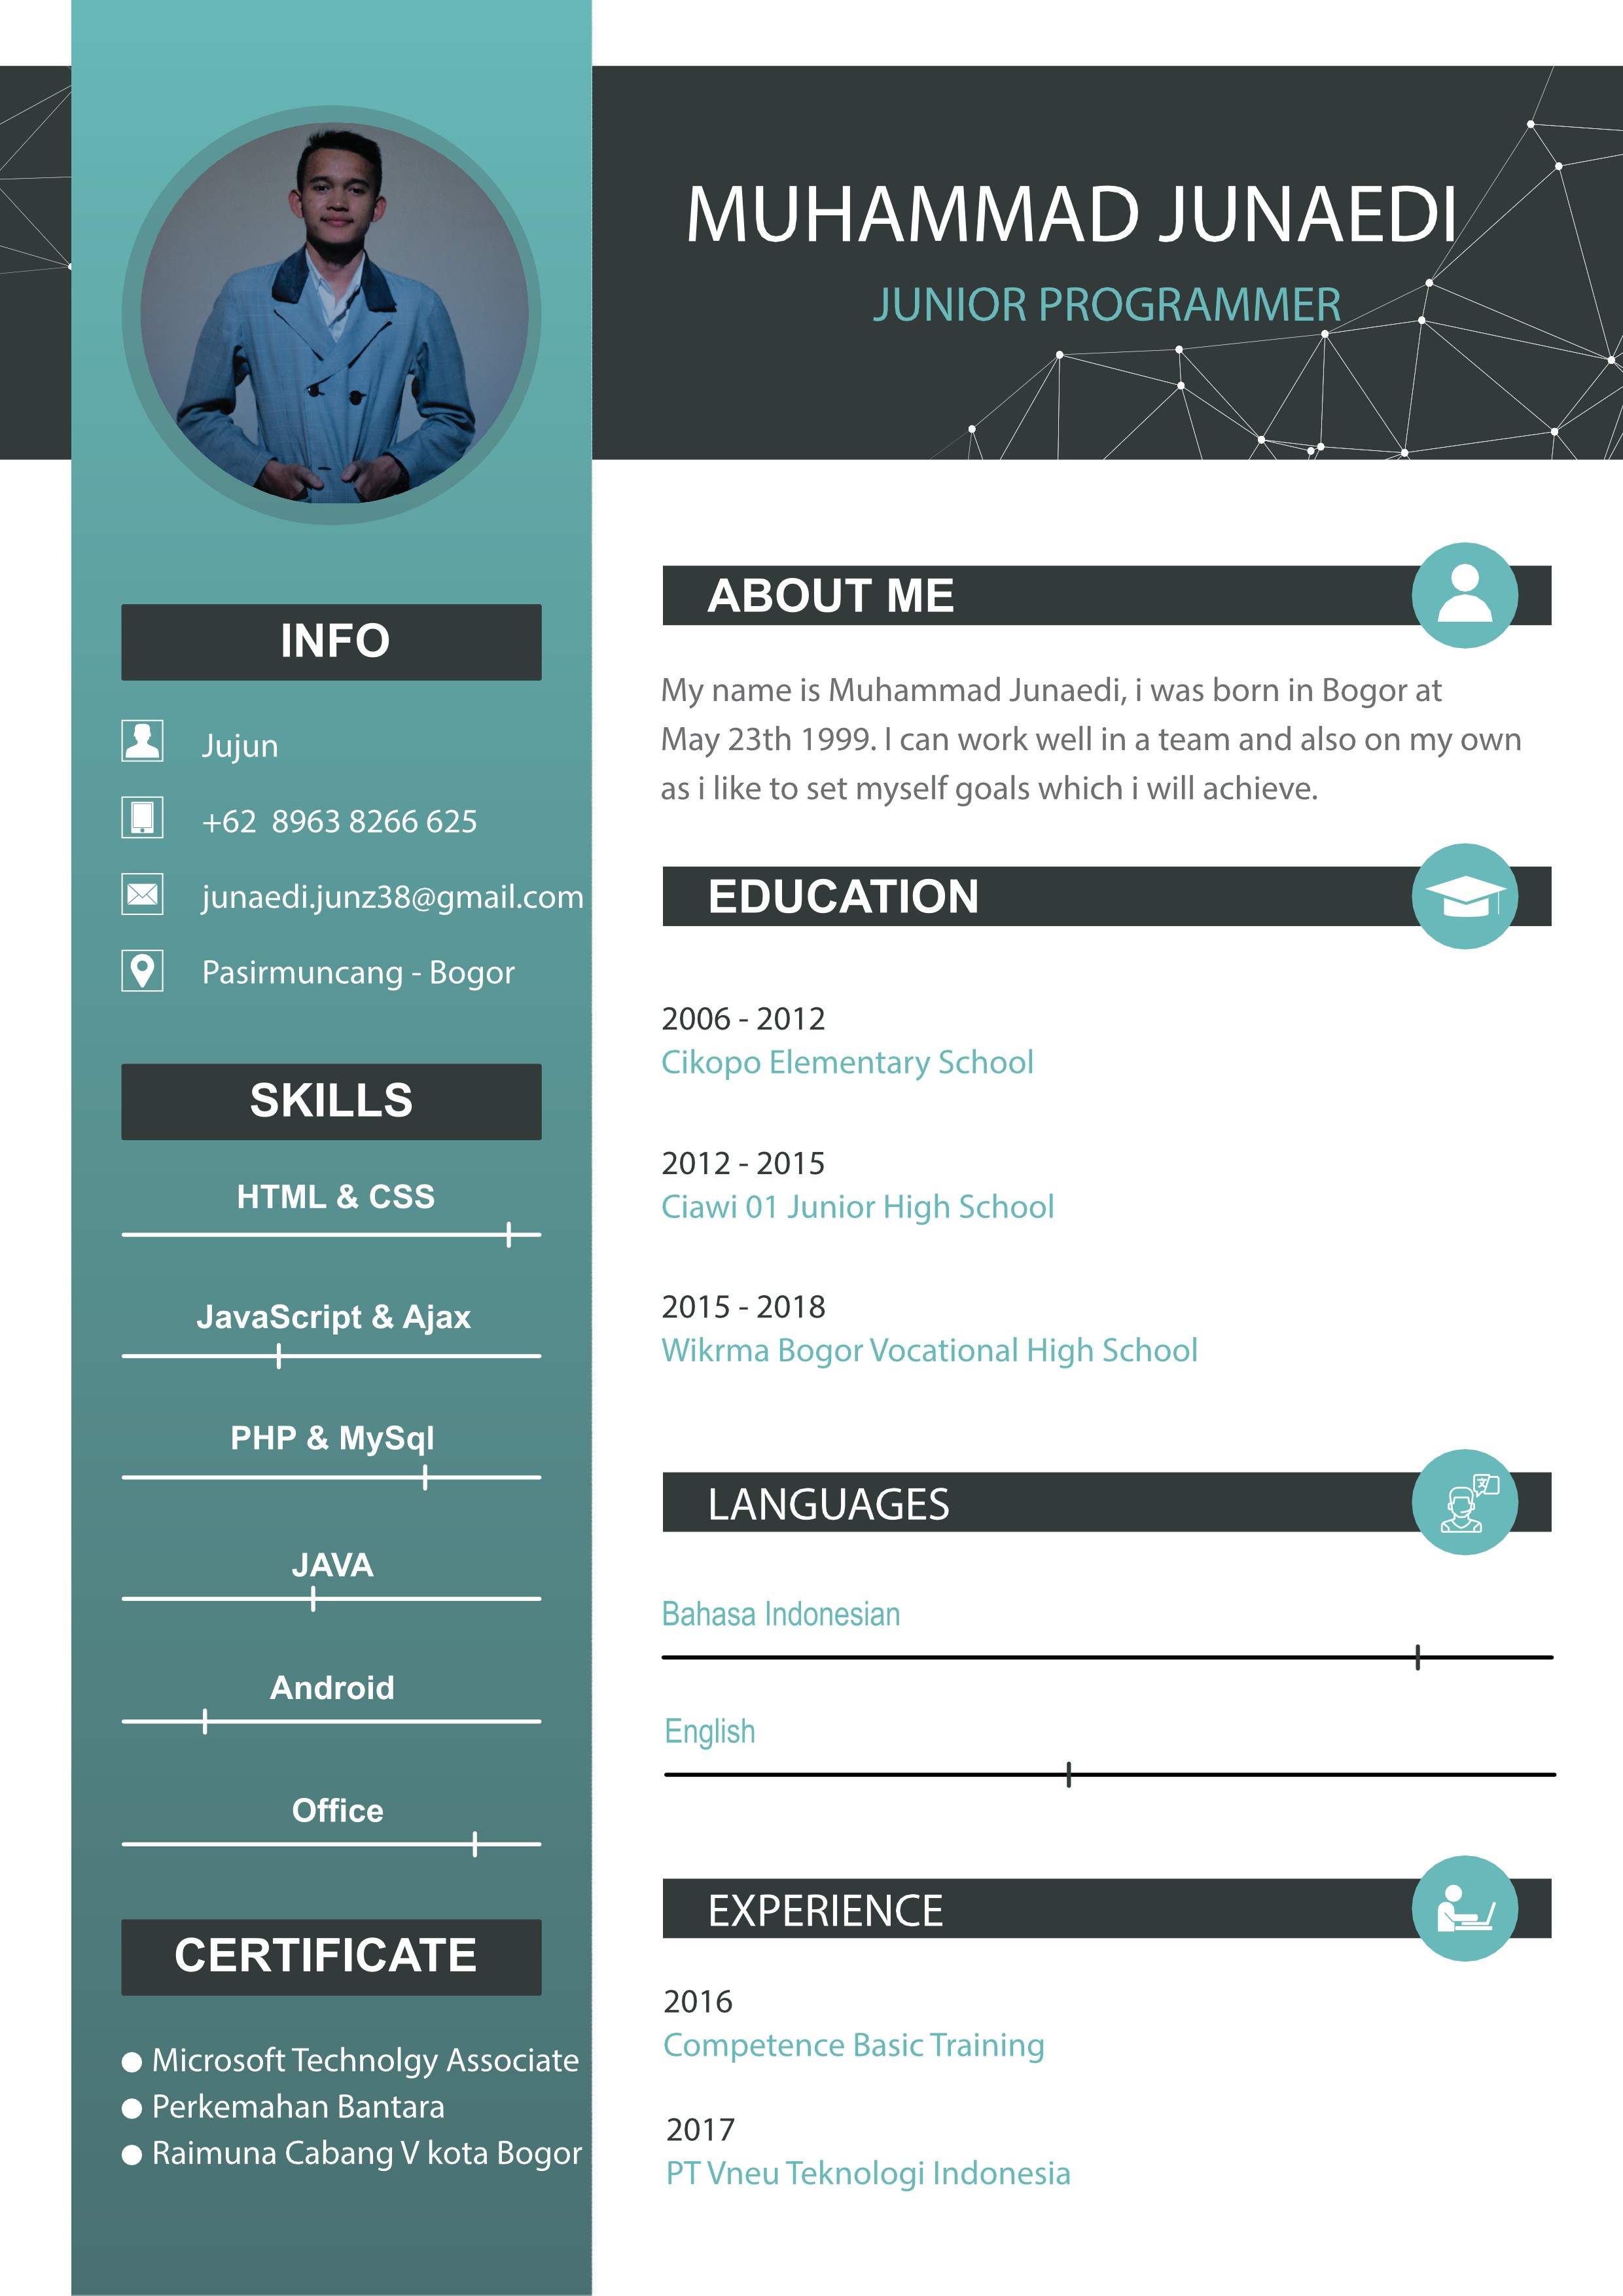 MUHAMMAD JUNAEDI
JUNIOR PROGRAMMER
INFO
Jujun
+62 8963 8266 625
junaedi.junz38@gmail.com
Pasirmuncang - Bogor
SKILLS
HTML & CSS
JavaScript & Ajax
PHP & MySql
JAVA
Android
Office
CERTIFICATE
Microsoft Technolgy Associate
Perkemahan Bantara
Raimuna Cabang V kota Bogor
ABOUT ME
My name is Muhammad Junaedi, i was born in Bogor at
May 23th 1999. I can work well in a team and also on my own
as i like to set myself goals which i will achieve.
EDUCATION
2006 - 2012
Cikopo Elementary School
2012 - 2015
Ciawi 01 Junior High School
2015 - 2018
Wikrma Bogor Vocational High School
LANGUAGES
Bahasa Indonesian
English
EXPERIENCE
2016
Competence Basic Training
2017
PT Vneu Teknologi Indonesia